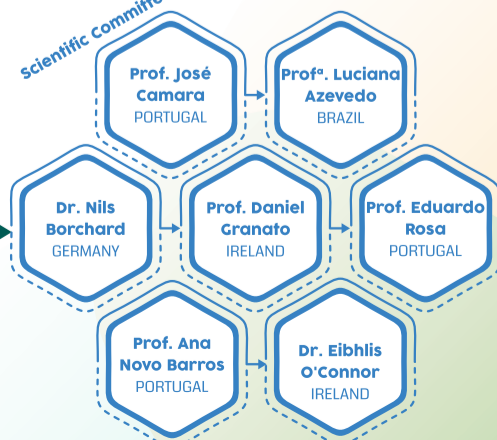 Scientific Committe
Prof. José
Camara
PORTUGAL
Profª. Luciana
Azevedo
BRAZIL
Dr. Nils
Borchard
GERMANY
Prof. Daniel
Granato
IRELAND
Prof. Eduardo
Rosa
PORTUGAL
Prof. Ana
Novo Barros
PORTUGAL
Dr. Eibhlis
O'Connor
IRELAND